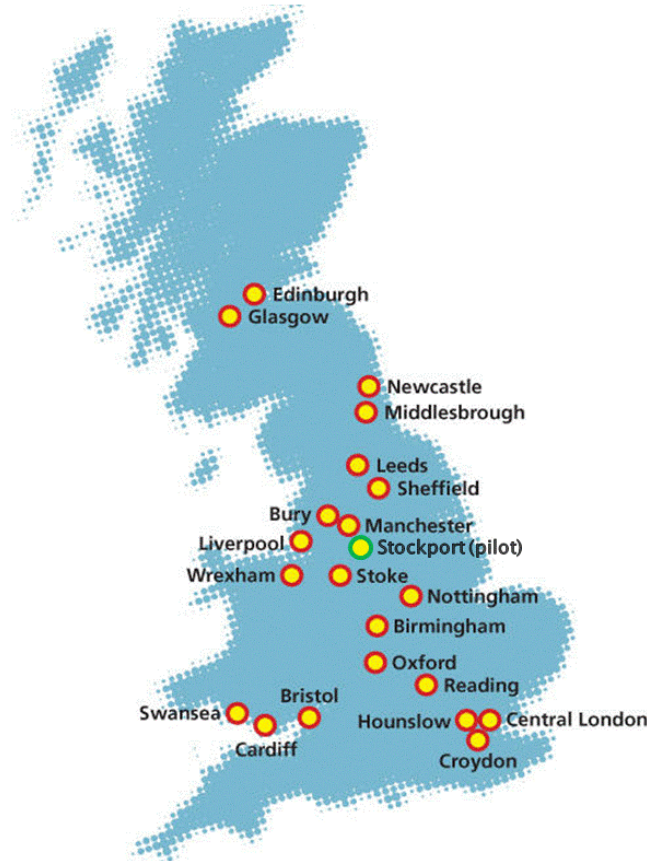 Edinburgh
Glasgow
Newcastle
Middlesbrough
Leeds
Sheffield
Bury
Manchester
Liverpool
Stockport (pilot)
Wrexham
Stoke
Nottingham
Birmingham
Oxford
Reading
Bristol
Swansea
Hounslow
Central London
Cardiff
Croydon